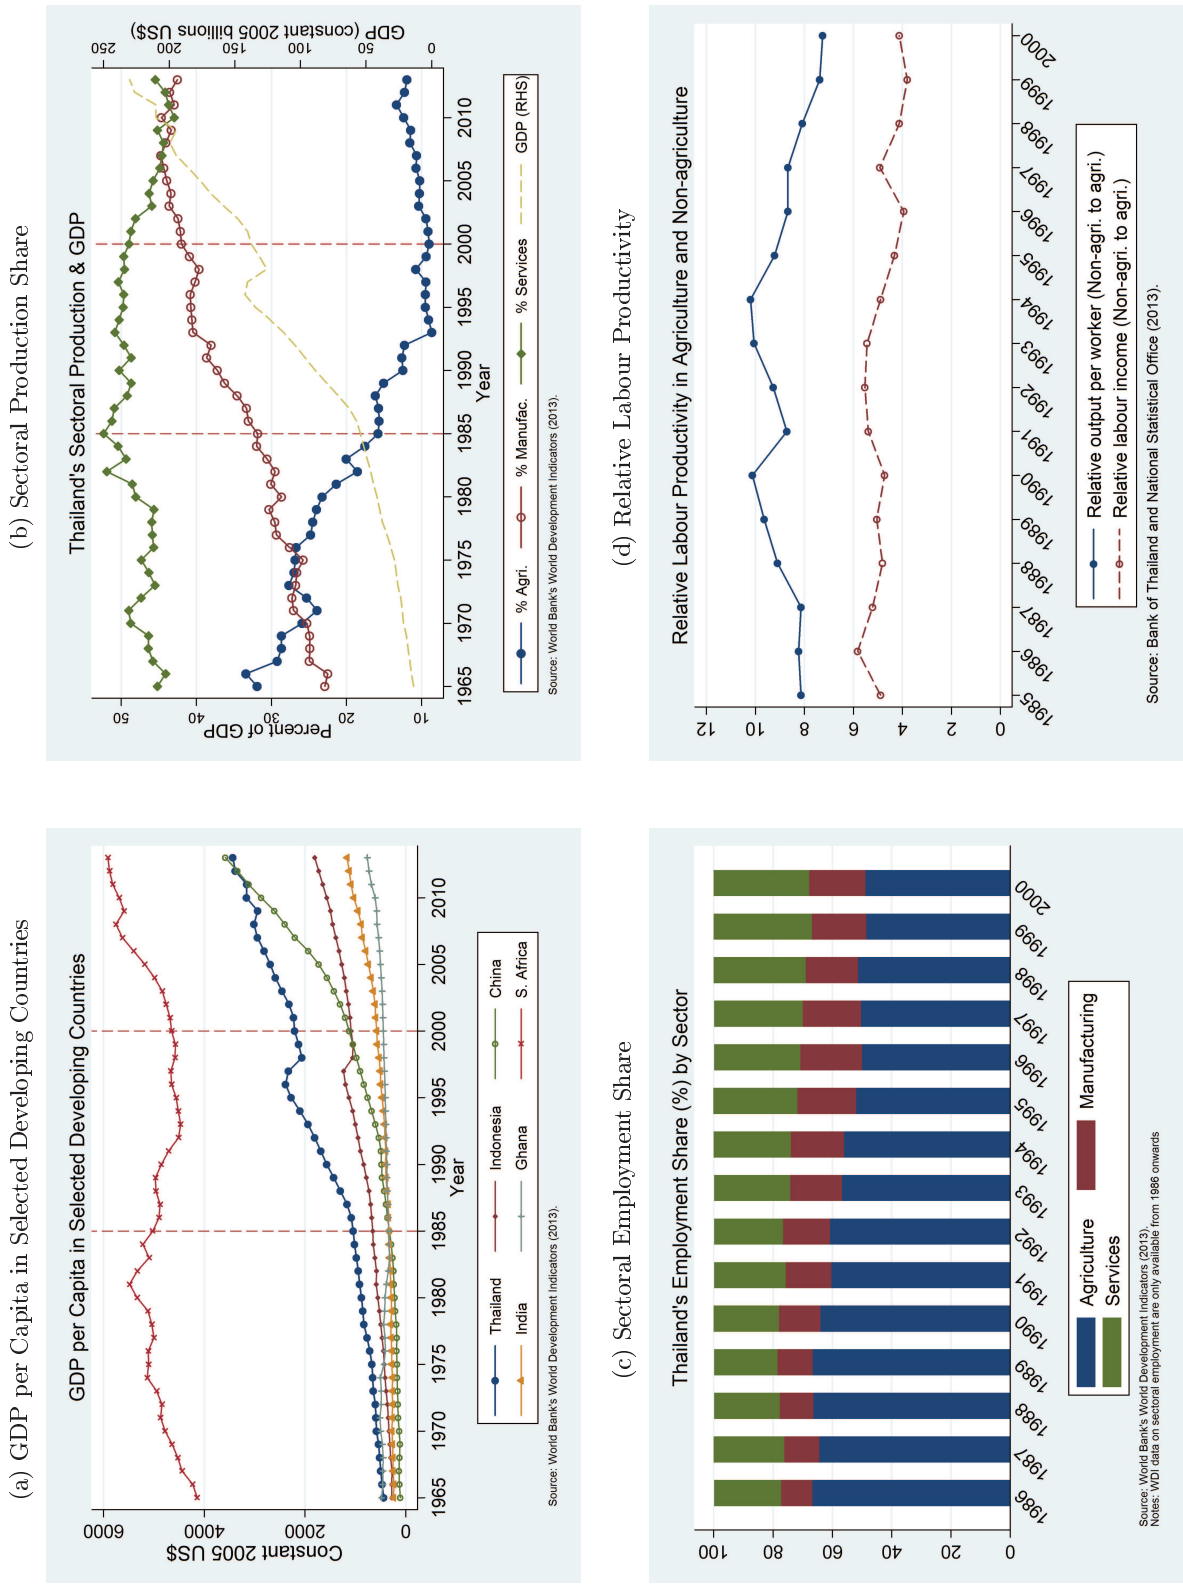 (a) GDP per Capita in Selected Developing Countries
GDP per Capita in Selected Developing Countries
Constant 2005 US$
6000
4000
2000
0
1965 1970 1975 1980 1985 1990 1995 2000 2005 2010
Year
Thailand Indonesia China
India Ghana S. Africa
Source: World Bank's World Development Indicators (2013).
(b) Sectoral Production Share
Thailand's Sectoral Production & GDP
Percent of GDP
50
40
30
20
10
GDP (constant 2005 billions US$)
250
200
150
100
50
0
1965 1970 1975 1980 1985 1990 1995 2000 2005 2010
Year
% Agri. % Manufac. % Services GDP (RHS)
Source: World Bank's World Development Indicators (2013).
(c) Sectoral Employment Share
Thailand's Employment Share (%) by Sector
100
80
60
40
20
0
1986 1987 1988 1989 1990 1991 1992 1993 1994 1995 1996 1997 1998 1999 2000
Agriculture Manufacturing
Services
Source: World Bank's World Development Indicators (2013).
Notes: WDI data on sectoral employment are only available from 1986 onwards
(d) Relative Labour Productivity
Relative Labour Productivity in Agriculture and Non-agriculture
12
10
8
6
4
2
0
1985 1986 1987 1988 1989 1990 1991 1992 1993 1994 1995 1996 1997 1998 1999 2000
Relative output per worker (Non-agri. to agri.)
Relative labour income (Non-agri. to agri.)
Source: Bank of Thailand and National Statistical Office (2013).